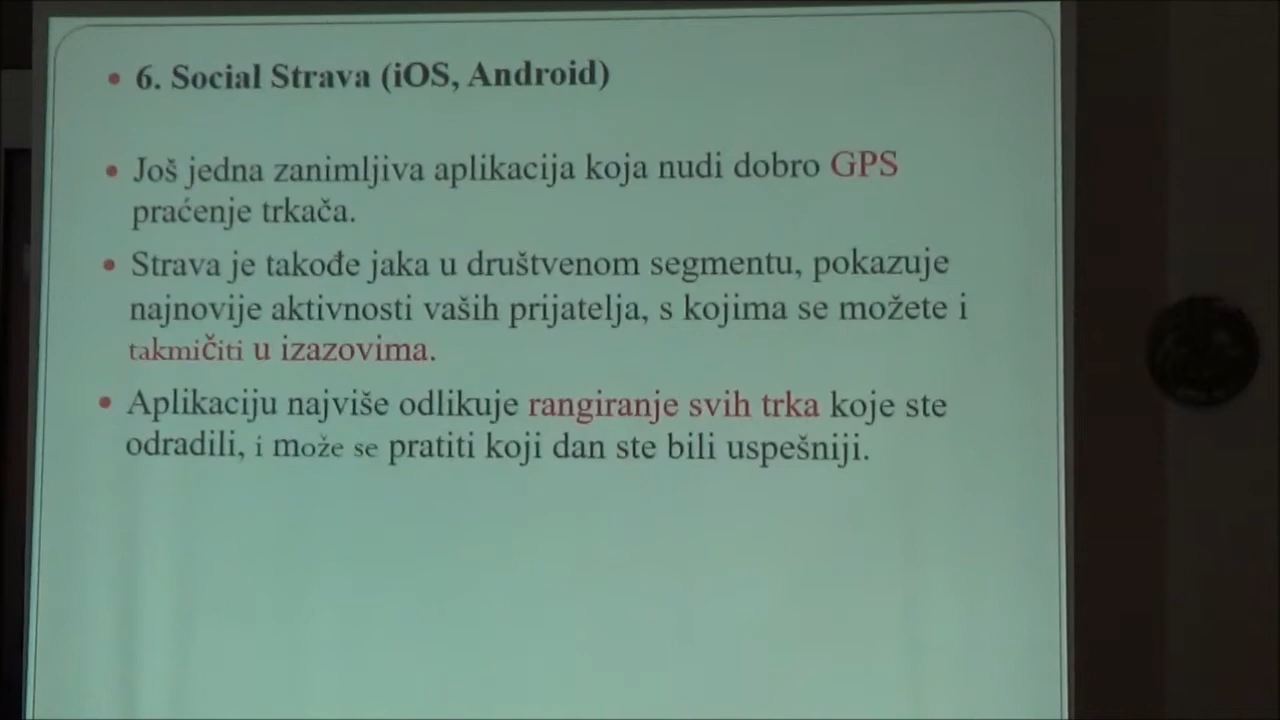 6. Social Strava (iOS, Android)
Još jedna zanimljiva aplikacija koja nudi dobro GPS
praćenje trkača.
Strava je takođe jaka u društvenom segmentu, pokazuje
najnovije aktivnosti vaših prijatelja, s kojima se možete i
takmičiti u izazovima.
Aplikaciju najviše odlikuje rangiranje svih trka koje ste
odradili, i može se pratiti koji dan ste bili uspešniji.